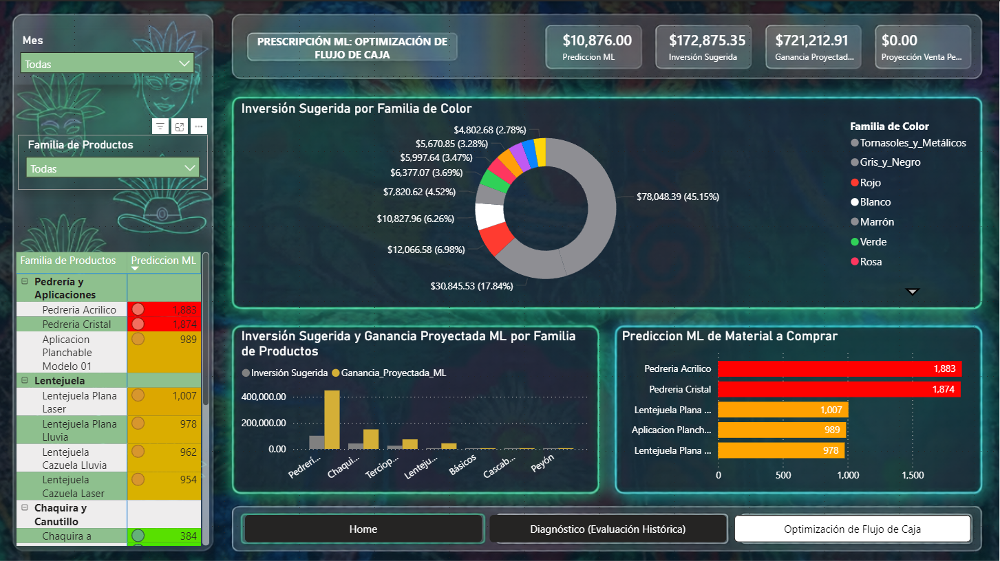 Mes
Todas
Familia de Productos
Todas
Familia de Productos Prediccion ML
Pedrería y
Aplicaciones
Pedreria Acrilico 1,883
Pedreria Cristal 1,874
Aplicacion 989
Planchable
Modelo 01
Lentejuela
Lentejuela Plana 1,007
Laser
Lentejuela Plana 978
Lluvia
Lentejuela 962
Cazuela Lluvia
Lentejuela 954
Cazuela Laser
Chaquira y
Canutillo
Chaquira a 384
PRESCRIPCIÓN ML: OPTIMIZACIÓN DE
FLUJO DE CAJA
$10,876.00
Prediccion ML
$172,875.35
Inversión Sugerida
$721,212.91
Ganancia Proyectad...
$0.00
Proyección Venta Pe...
Inversión Sugerida por Familia de Color
$4,802.68 (2.78%)
$5,670.85 (3.28%)
$5,997.64 (3.47%)
$6,377.07 (3.69%)
$7,820.62 (4.52%)
$10,827.96 (6.26%)
$12,066.58 (6.98%)
$30,845.53 (17.84%)
$78,048.39 (45.15%)
Familia de Color
Tornasoles_y_Metálicos
Gris_y_Negro
Rojo
Blanco
Marrón
Verde
Rosa
Inversión Sugerida y Ganancia Proyectada ML por Familia
de Productos
Inversión Sugerida Ganancia_Proyectada_ML
400,000.00
200,000.00
0.00
Pedrerí...
Chaqui...
Terciop...
Lenteju...
Básicos
Cascab...
Peyón
Prediccion ML de Material a Comprar
Pedreria Acrilico 1,883
Pedreria Cristal 1,874
Lentejuela Plana ... 1,007
Aplicacion Planch... 989
Lentejuela Plana ... 978
0 500 1,000 1,500
Home
Diagnóstico (Evaluación Histórica)
Optimización de Flujo de Caja